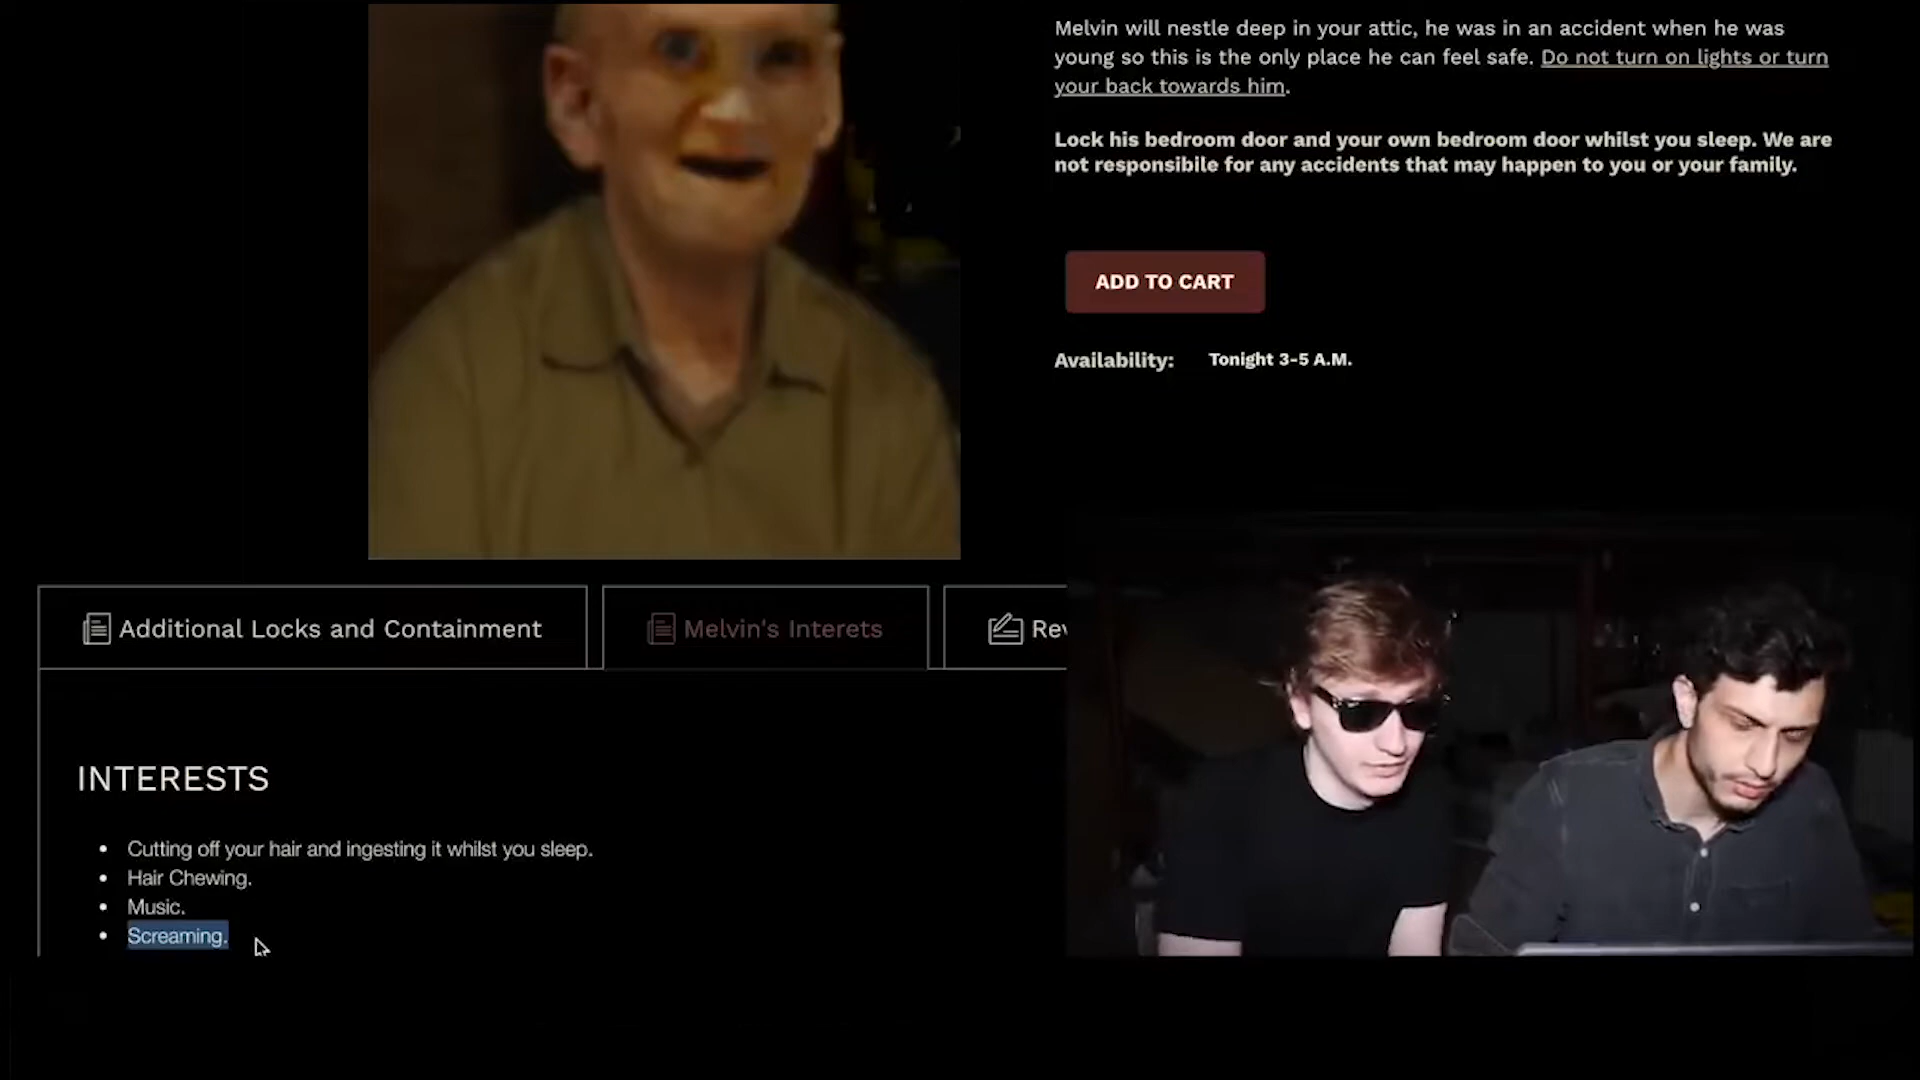 Melvin will nestle deep in your attic, he was in an accident when he was
young so this is the only place he can feel safe. Do not turn on lights or turn
your back towards him.
Lock his bedroom door and your own bedroom door whilst you sleep. We are
not responsibile for any accidents that may happen to you or your family.
ADD TO CART
Availability: Tonight 3-5 A.M.
Additional Locks and Containment
Melvin's Interets
Rev
INTERESTS
• Cutting off your hair and ingesting it whilst you sleep.
• Hair Chewing.
• Music.
• Screaming.